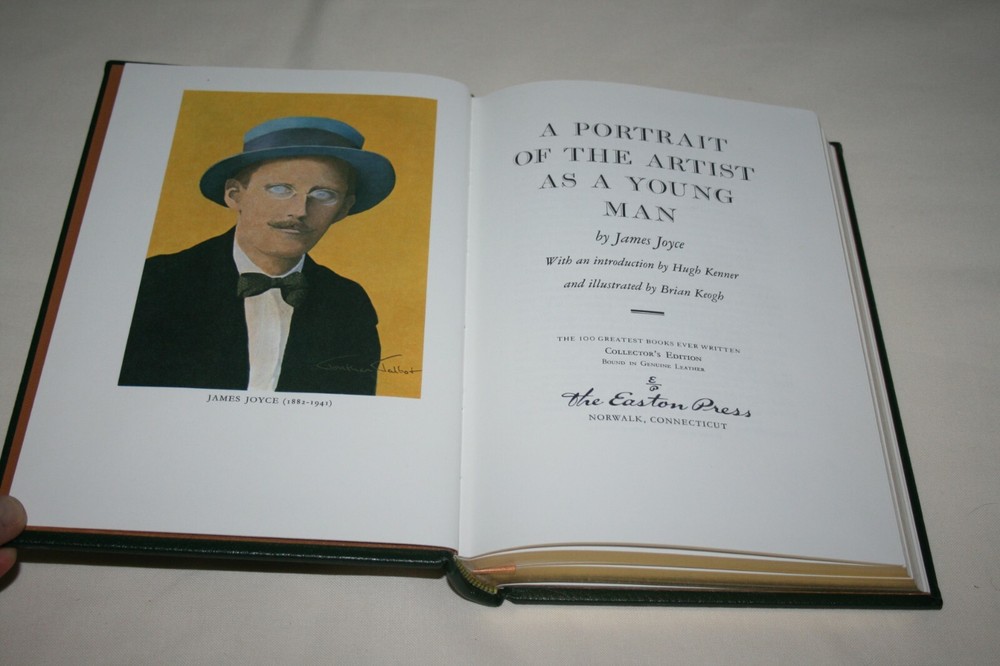 Jonathan Talbot
JAMES JOYCE (1882-1941)
A PORTRAIT
OF THE ARTIST
AS A YOUNG
MAN
by James Joyce
With an introduction by Hugh Kenner
and illustrated by Brian Keogh
THE 100 GREATEST BOOKS EVER WRITTEN
COLLECTOR'S EDITION
BOUND IN GENUINE LEATHER
E
P
The Easton Press
NORWALK, CONNECTICUT